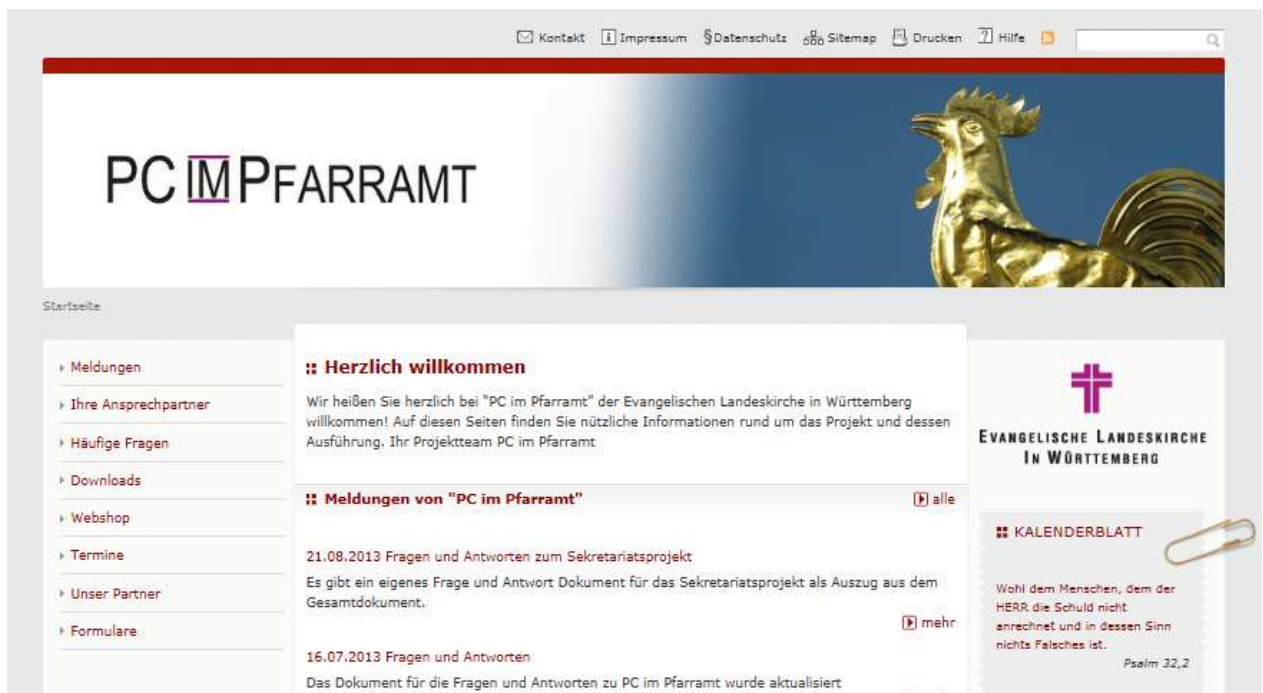 Kontakt Impressum §Datenschutz Sitemap Drucken Hilfe
PC IM PFARRAMT
Startseite
Meldungen
Ihre Ansprechpartner
Häufige Fragen
Downloads
Webshop
Termine
Unser Partner
Formulare
Herzlich willkommen
Wir heißen Sie herzlich bei "PC im Pfarramt" der Evangelischen Landeskirche in Württemberg
willkommen! Auf diesen Seiten finden Sie nützliche Informationen rund um das Projekt und dessen
Ausführung. Ihr Projektteam PC im Pfarramt
Meldungen von "PC im Pfarramt" alle
21.08.2013 Fragen und Antworten zum Sekretariatsprojekt
Es gibt ein eigenes Frage und Antwort Dokument für das Sekretariatsprojekt als Auszug aus dem
Gesamtdokument.
mehr
16.07.2013 Fragen und Antworten
Das Dokument für die Fragen und Antworten zu PC im Pfarramt wurde aktualisiert
EVANGELISCHE LANDESKIRCHE
IN WÜRTTEMBERG
KALENDERBLATT
Wohl dem Menschen, dem der
HERR die Schuld nicht
anrechnet und in dessen Sinn
nichts Falsches ist.
Psalm 32,2